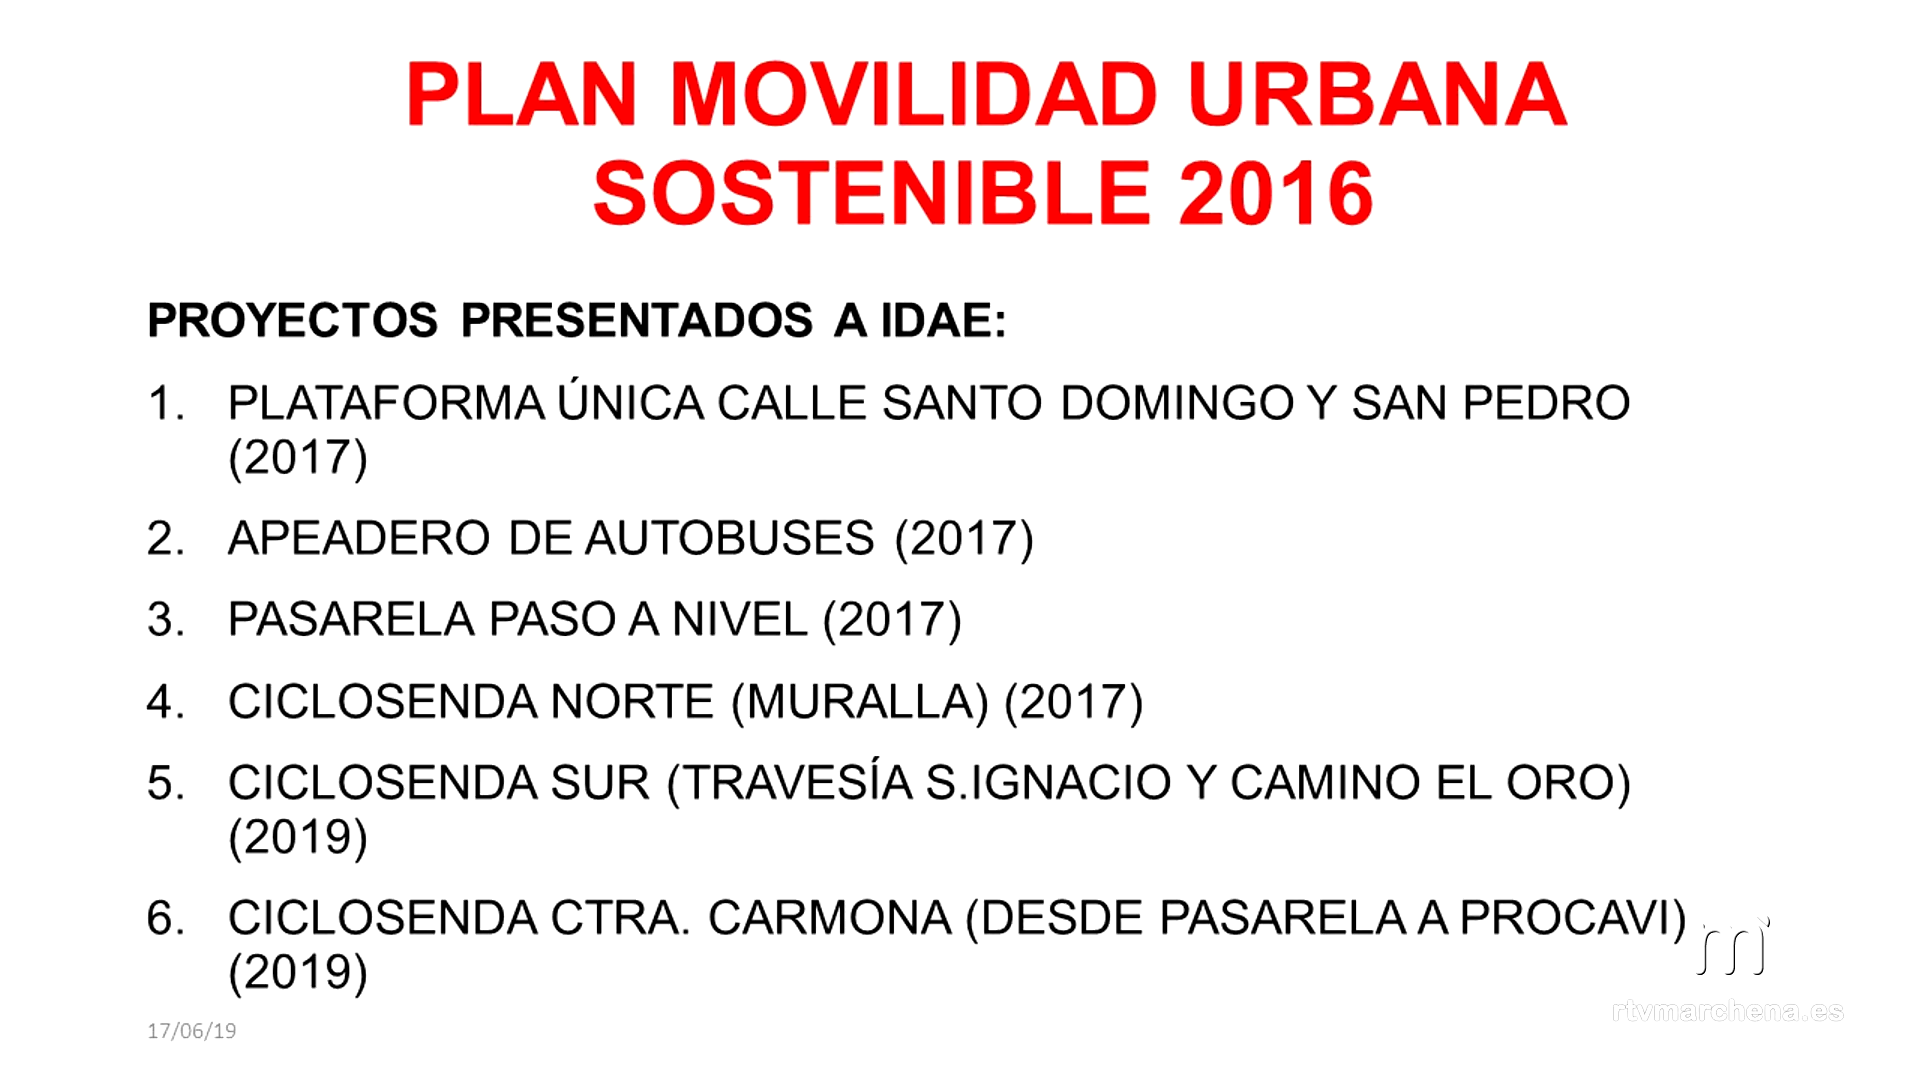 PLAN MOVILIDAD URBANA
SOSTENIBLE 2016
PROYECTOS PRESENTADOS A IDAE:
1. PLATAFORMA ÚNICA CALLE SANTO DOMINGO Y SAN PEDRO
(2017)
2. APEADERO DE AUTOBUSES (2017)
3. PASARELA PASO A NIVEL (2017)
4. CICLOSENDA NORTE (MURALLA) (2017)
5. CICLOSENDA SUR (TRAVESÍA S.IGNACIO Y CAMINO EL ORO)
(2019)
6. CICLOSENDA CTRA. CARMONA (DESDE PASARELA A PROCAVI)
(2019)
m
rtvmarchena.es
17/06/19